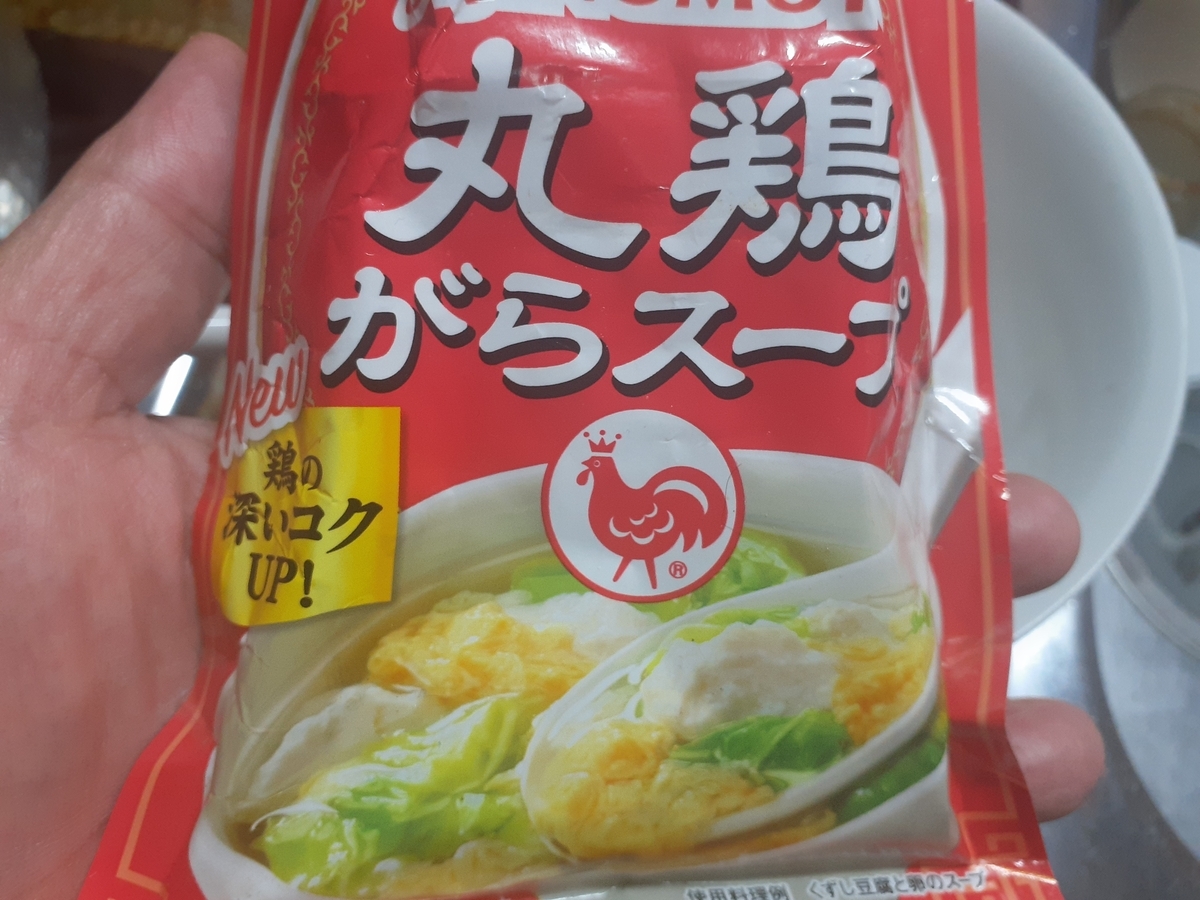 丸鶏
がらスープ
New
鶏の
深いコク
UP!
®
使用料理例 くずし豆腐と卵のスープ